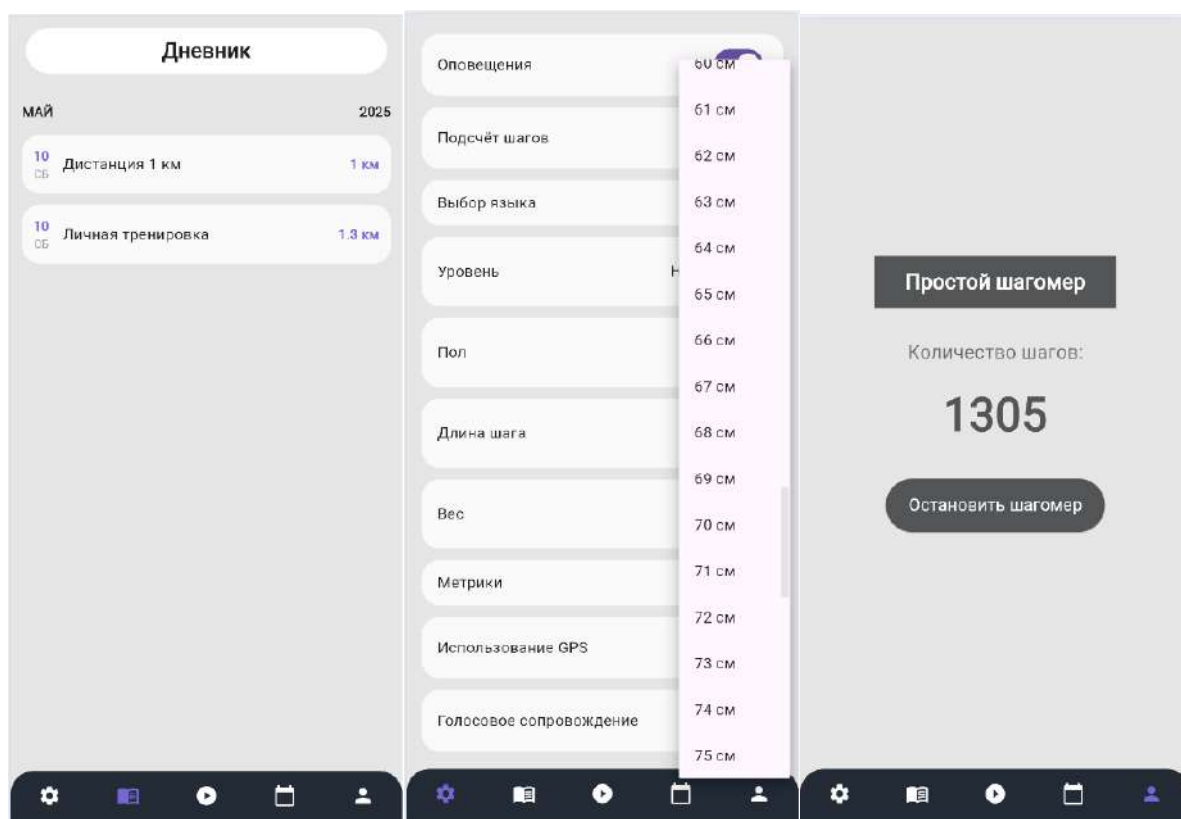 Дневник
МАЙ 2025
10
СБ
Дистанция 1 км 1 км
10
СБ
Личная тренировка 1.3 км
Оповещения
Подсчёт шагов
Выбор языка
Уровень Н
Пол
Длина шага
Вес
Метрики
Использование GPS
Голосовое сопровождение
60 см
61 см
62 см
63 см
64 см
65 см
66 см
67 см
68 см
69 см
70 см
71 см
72 см
73 см
74 см
75 см
Простой шагомер
Количество шагов:
1305
Остановить шагомер